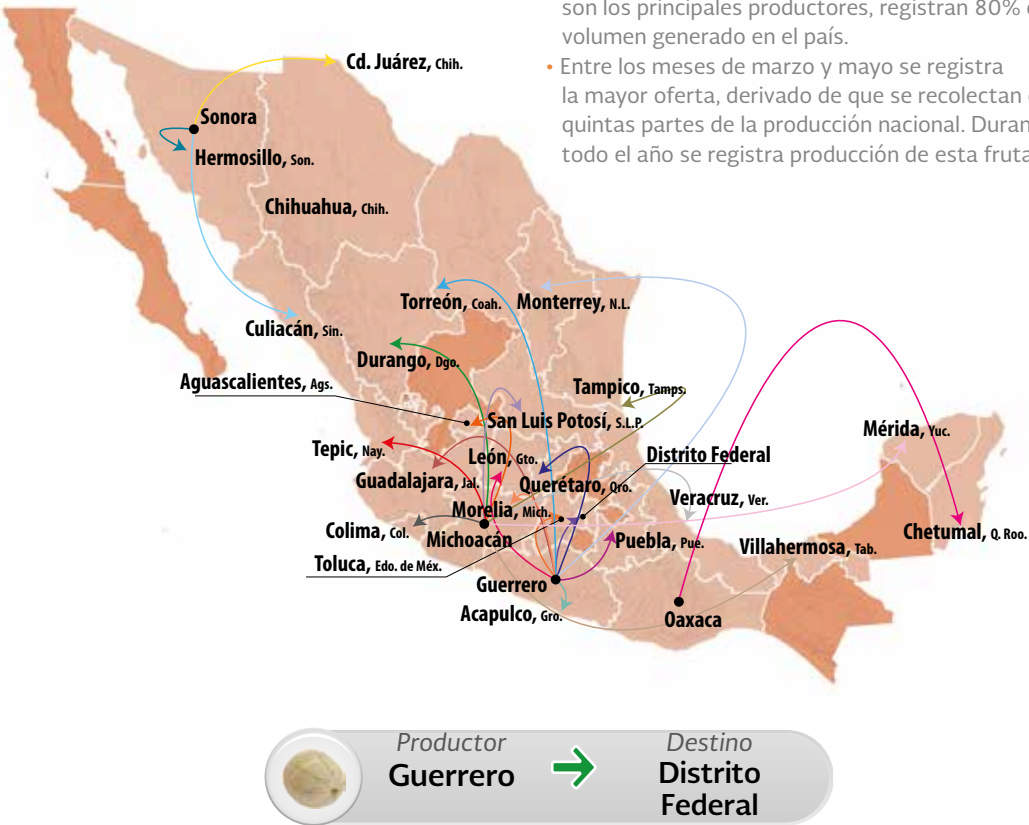 son los principales productores, registran 80%
volumen generado en el país.
• Entre los meses de marzo y mayo se registra
la mayor oferta, derivado de que se recolectan
quintas partes de la producción nacional.
todo el año se registra producción de esta
Cd. Juárez, Chih.
Sonora
Hermosillo, Son.
Chihuahua, Chih.
Torreón, Coah.
Monterrey, N.L.
Culiacán, Sin.
Durango, Dgo.
Aguascalientes, Ags.
Tampico, Tamps.
San Luis Potosí, S.L.P.
Mérida, Yuc.
Tepic, Nay.
León, Gto.
Distrito Federal
Guadalajara, Jal.
Querétaro, Qro.
Veracruz, Ver.
Morelia, Mich.
Colima, Col.
Michoacán
Puebla, Pue.
Villahermosa, Tab.
Chetumal, Q. Roo.
Toluca, Edo. de Méx.
Guerrero
Acapulco, Gro.
Oaxaca
Productor
Guerrero
Destino
Distrito
Federal